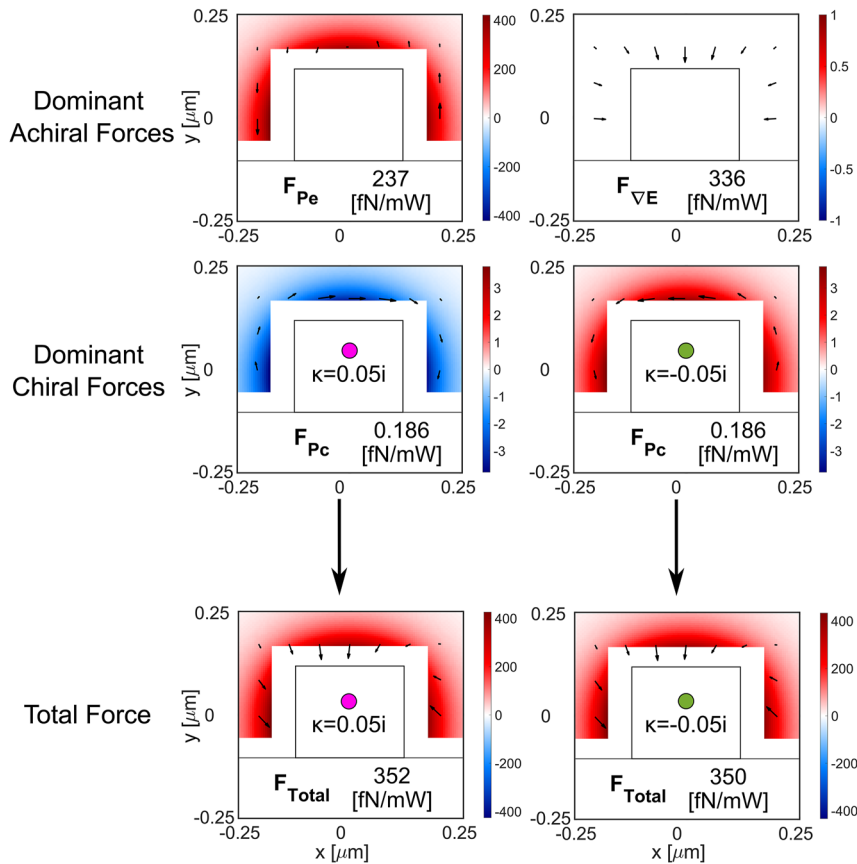 Dominant
Achiral Forces
y [μm]
0.25
0
-0.25
F_Pe
237
[fN/mW]
-0.25
0
0.25
400
200
0
-200
-400
0.25
0
-0.25
F_∇E
336
[fN/mW]
-0.25
0
0.25
1
0.5
0
-0.5
-1
Dominant
Chiral Forces
y [μm]
0.25
0
-0.25
κ=0.05i
F_Pc
0.186
[fN/mW]
-0.25
0
0.25
3
2
1
0
-1
-2
-3
0.25
0
-0.25
κ=-0.05i
F_Pc
0.186
[fN/mW]
-0.25
0
0.25
3
2
1
0
-1
-2
-3
Total Force
y [μm]
0.25
0
-0.25
κ=0.05i
F_Total
352
[fN/mW]
-0.25
0
0.25
x [μm]
400
200
0
-200
-400
0.25
0
-0.25
κ=-0.05i
F_Total
350
[fN/mW]
-0.25
0
0.25
x [μm]
400
200
0
-200
-400